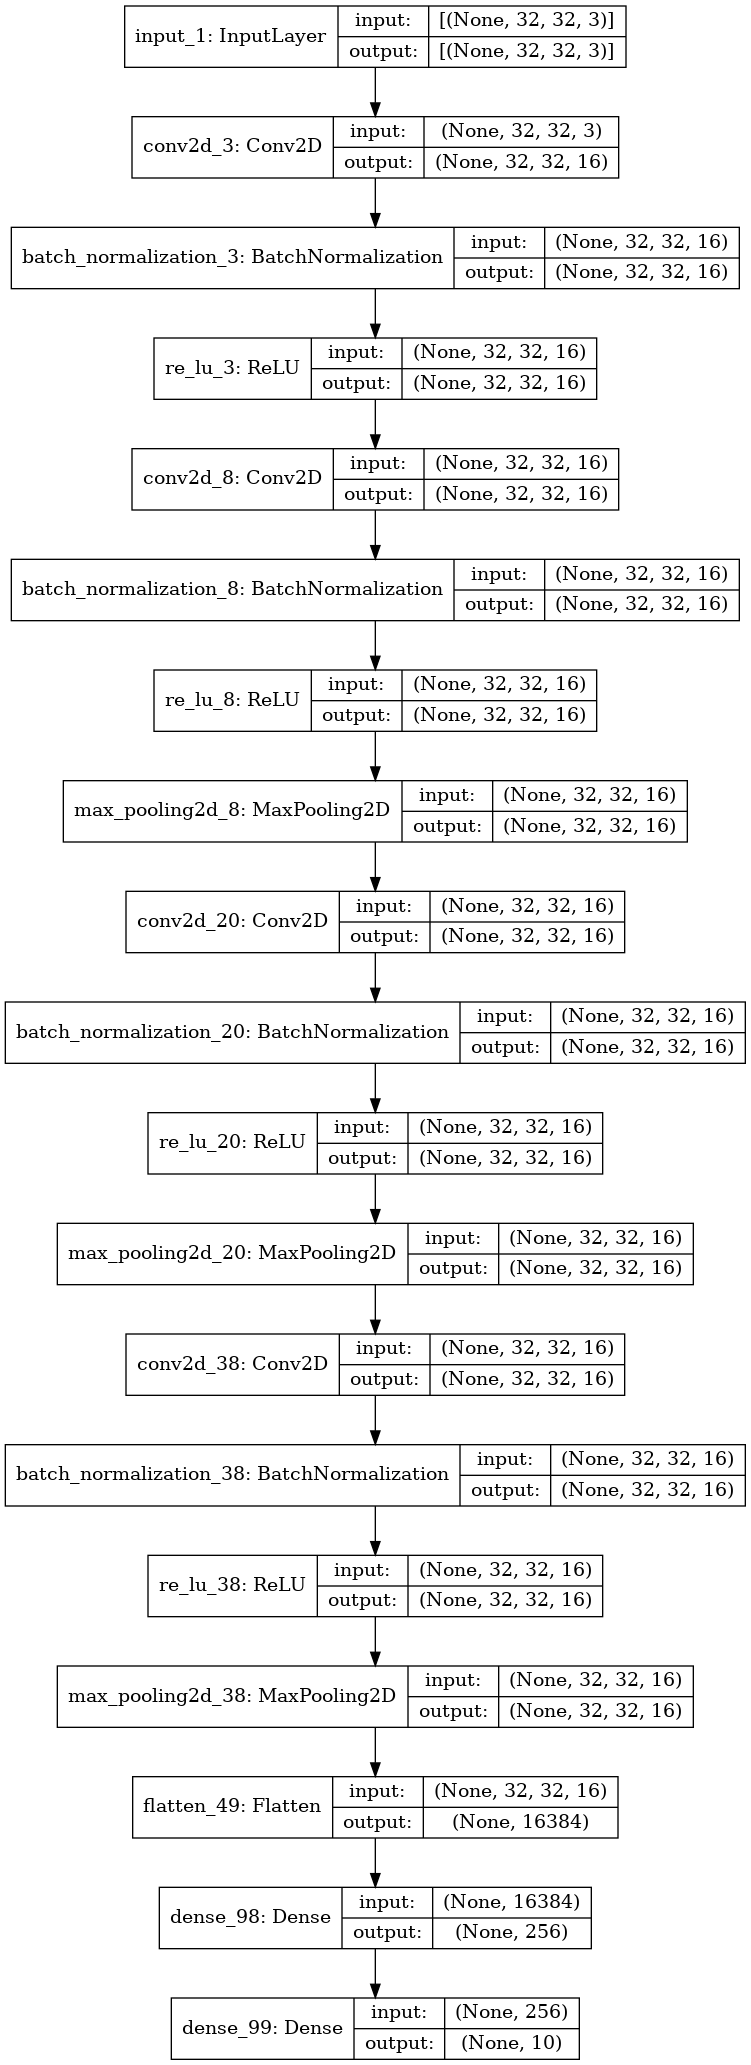 input_1: InputLayer input: [(None, 32, 32, 3)]
output: [(None, 32, 32, 3)]
conv2d_3: Conv2D input: (None, 32, 32, 3)
output: (None, 32, 32, 16)
batch_normalization_3: BatchNormalization input: (None, 32, 32, 16)
output: (None, 32, 32, 16)
re_lu_3: ReLU input: (None, 32, 32, 16)
output: (None, 32, 32, 16)
conv2d_8: Conv2D input: (None, 32, 32, 16)
output: (None, 32, 32, 16)
batch_normalization_8: BatchNormalization input: (None, 32, 32, 16)
output: (None, 32, 32, 16)
re_lu_8: ReLU input: (None, 32, 32, 16)
output: (None, 32, 32, 16)
max_pooling2d_8: MaxPooling2D input: (None, 32, 32, 16)
output: (None, 32, 32, 16)
conv2d_20: Conv2D input: (None, 32, 32, 16)
output: (None, 32, 32, 16)
batch_normalization_20: BatchNormalization input: (None, 32, 32, 16)
output: (None, 32, 32, 16)
re_lu_20: ReLU input: (None, 32, 32, 16)
output: (None, 32, 32, 16)
max_pooling2d_20: MaxPooling2D input: (None, 32, 32, 16)
output: (None, 32, 32, 16)
conv2d_38: Conv2D input: (None, 32, 32, 16)
output: (None, 32, 32, 16)
batch_normalization_38: BatchNormalization input: (None, 32, 32, 16)
output: (None, 32, 32, 16)
re_lu_38: ReLU input: (None, 32, 32, 16)
output: (None, 32, 32, 16)
max_pooling2d_38: MaxPooling2D input: (None, 32, 32, 16)
output: (None, 32, 32, 16)
flatten_49: Flatten input: (None, 32, 32, 16)
output: (None, 16384)
dense_98: Dense input: (None, 16384)
output: (None, 256)
dense_99: Dense input: (None, 256)
output: (None, 10)